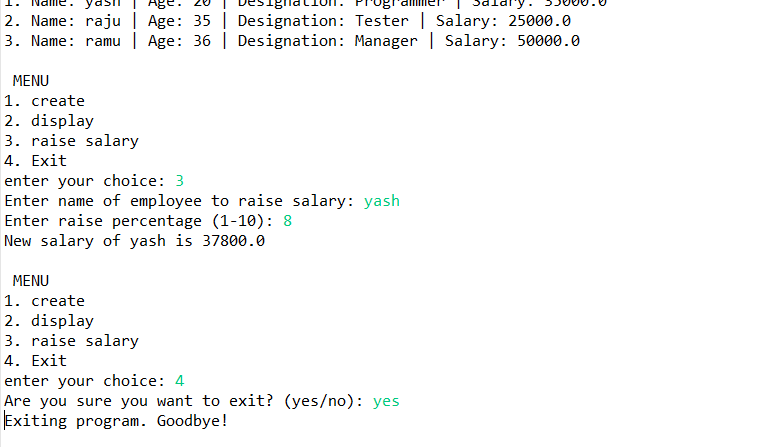 1. Name: yash | Age: 20 | Designation: Programmer | Salary: 35000.0
2. Name: raju | Age: 35 | Designation: Tester | Salary: 25000.0
3. Name: ramu | Age: 36 | Designation: Manager | Salary: 50000.0
MENU
1. create
2. display
3. raise salary
4. Exit
enter your choice: 3
Enter name of employee to raise salary: yash
Enter raise percentage (1-10): 8
New salary of yash is 37800.0
MENU
1. create
2. display
3. raise salary
4. Exit
enter your choice: 4
Are you sure you want to exit? (yes/no): yes
Exiting program. Goodbye!